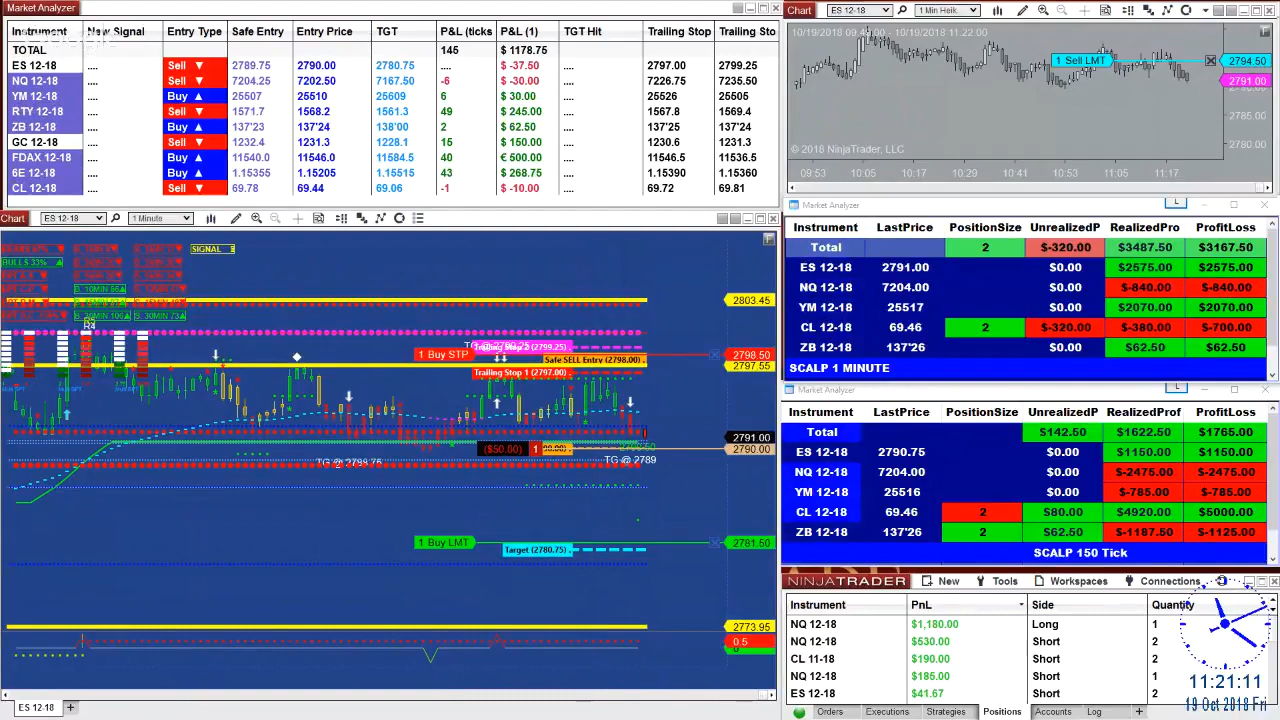 Market Analyzer
Instrument New Signal Entry Type Safe Entry Entry Price TGT P&L (ticks P&L (1) TGT Hit Trailing Stop Trailing Sto
TOTAL 145 $ 1178.75
ES 12-18 .... Sell ▼ 2789.75 2790.00 2780.75 .... $ -37.50 .... 2797.00 2799.25
NQ 12-18 .... Sell ▼ 7204.25 7202.50 7167.50 -6 $ -30.00 .... 7226.75 7235.50
YM 12-18 .... Buy ▲ 25507 25510 25609 6 $ 30.00 .... 25526 25505
RTY 12-18 .... Sell ▼ 1571.7 1568.2 1561.3 49 $ 245.00 .... 1567.8 1569.4
ZB 12-18 .... Buy ▲ 137'23 137'24 138'00 2 $ 62.50 .... 137'25 137'22
GC 12-18 .... Sell ▼ 1232.4 1231.3 1228.1 15 $ 150.00 .... 1230.6 1231.3
FDAX 12-18 .... Buy ▲ 11540.0 11546.0 11584.5 40 € 500.00 .... 11546.5 11536.5
6E 12-18 .... Buy ▲ 1.15355 1.15205 1.15515 43 $ 268.75 .... 1.15390 1.15360
CL 12-18 .... Sell ▼ 69.78 69.44 69.06 -1 $ -10.00 .... 69.72 69.81
Chart ES 12-18 1 Min Heik...
10/19/2018 09:4 - 10/19/2018 11:22.00
1 Sell LMT 2794.50
2791.00
2785.00
2780.00
© 2018 NinjaTrader, LLC
09:53 10:05 10:17 10:29 10:41 10:53 11:05 11:17
Chart ES 12-18 1 Minute
SIGNAL
BULLS 33%
R4
2803.45
1 Buy STP 2798.50
Trailing Stop 2 (2799.25)
Safe SELL Entry (2798.00)
2797.55
Trailing Stop 1 (2797.00)
2791.00
($50.00) 1 2790.00
TG @ 2788.75
TG @ 2789
1 Buy LMT 2781.50
Target (2780.75)
2773.95
0.5
ES 12-18 +
Market Analyzer
Instrument LastPrice PositionSize UnrealizedP RealizedPro ProfitLoss
Total 2 $-320.00 $3487.50 $3167.50
ES 12-18 2791.00 $0.00 $2575.00 $2575.00
NQ 12-18 7204.00 $0.00 $-840.00 $-840.00
YM 12-18 25517 $0.00 $2070.00 $2070.00
CL 12-18 69.46 2 $-320.00 $-380.00 $-700.00
ZB 12-18 137'26 $0.00 $62.50 $62.50
SCALP 1 MINUTE
Market Analyzer
Instrument LastPrice PositionSize UnrealizedP RealizedProf ProfitLoss
Total $142.50 $1622.50 $1765.00
ES 12-18 2790.75 $0.00 $1150.00 $1150.00
NQ 12-18 7204.00 $0.00 $-2475.00 $-2475.00
YM 12-18 25516 $0.00 $-785.00 $-785.00
CL 12-18 69.46 2 $80.00 $4920.00 $5000.00
ZB 12-18 137'26 2 $62.50 $-1187.50 $-1125.00
SCALP 150 Tick
NINJATRADER New Tools Workspaces Connections
Instrument PnL Side Quantity
NQ 12-18 $1,180.00 Long 1
NQ 12-18 $530.00 Short 2
CL 11-18 $190.00 Short 2
NQ 12-18 $185.00 Short 1
ES 12-18 $41.67 Short 2
11:21:11
19 Oct 2018 Fri
Orders Executions Strategies Positions Accounts Log +